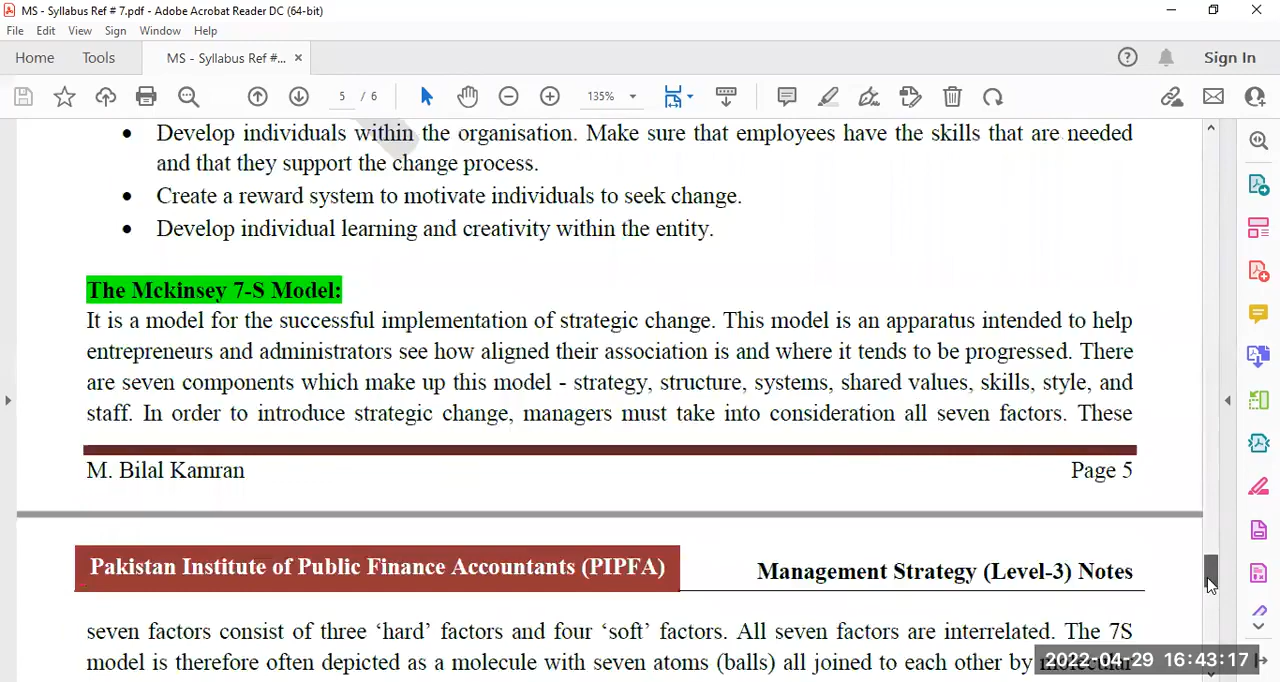 MS - Syllabus Ref # 7.pdf - Adobe Acrobat Reader DC (64-bit)
File Edit View Sign Window Help
Home Tools MS - Syllabus Ref #... × Sign In
5 / 6 135%
• Develop individuals within the organisation. Make sure that employees have the skills that are needed
and that they support the change process.
• Create a reward system to motivate individuals to seek change.
• Develop individual learning and creativity within the entity.
The Mckinsey 7-S Model:
It is a model for the successful implementation of strategic change. This model is an apparatus intended to help
entrepreneurs and administrators see how aligned their association is and where it tends to be progressed. There
are seven components which make up this model - strategy, structure, systems, shared values, skills, style, and
staff. In order to introduce strategic change, managers must take into consideration all seven factors. These
M. Bilal Kamran Page 5
Pakistan Institute of Public Finance Accountants (PIPFA) Management Strategy (Level-3) Notes
seven factors consist of three ‘hard’ factors and four ‘soft’ factors. All seven factors are interrelated. The 7S
model is therefore often depicted as a molecule with seven atoms (balls) all joined to each other by
2022-04-29 16:43:17